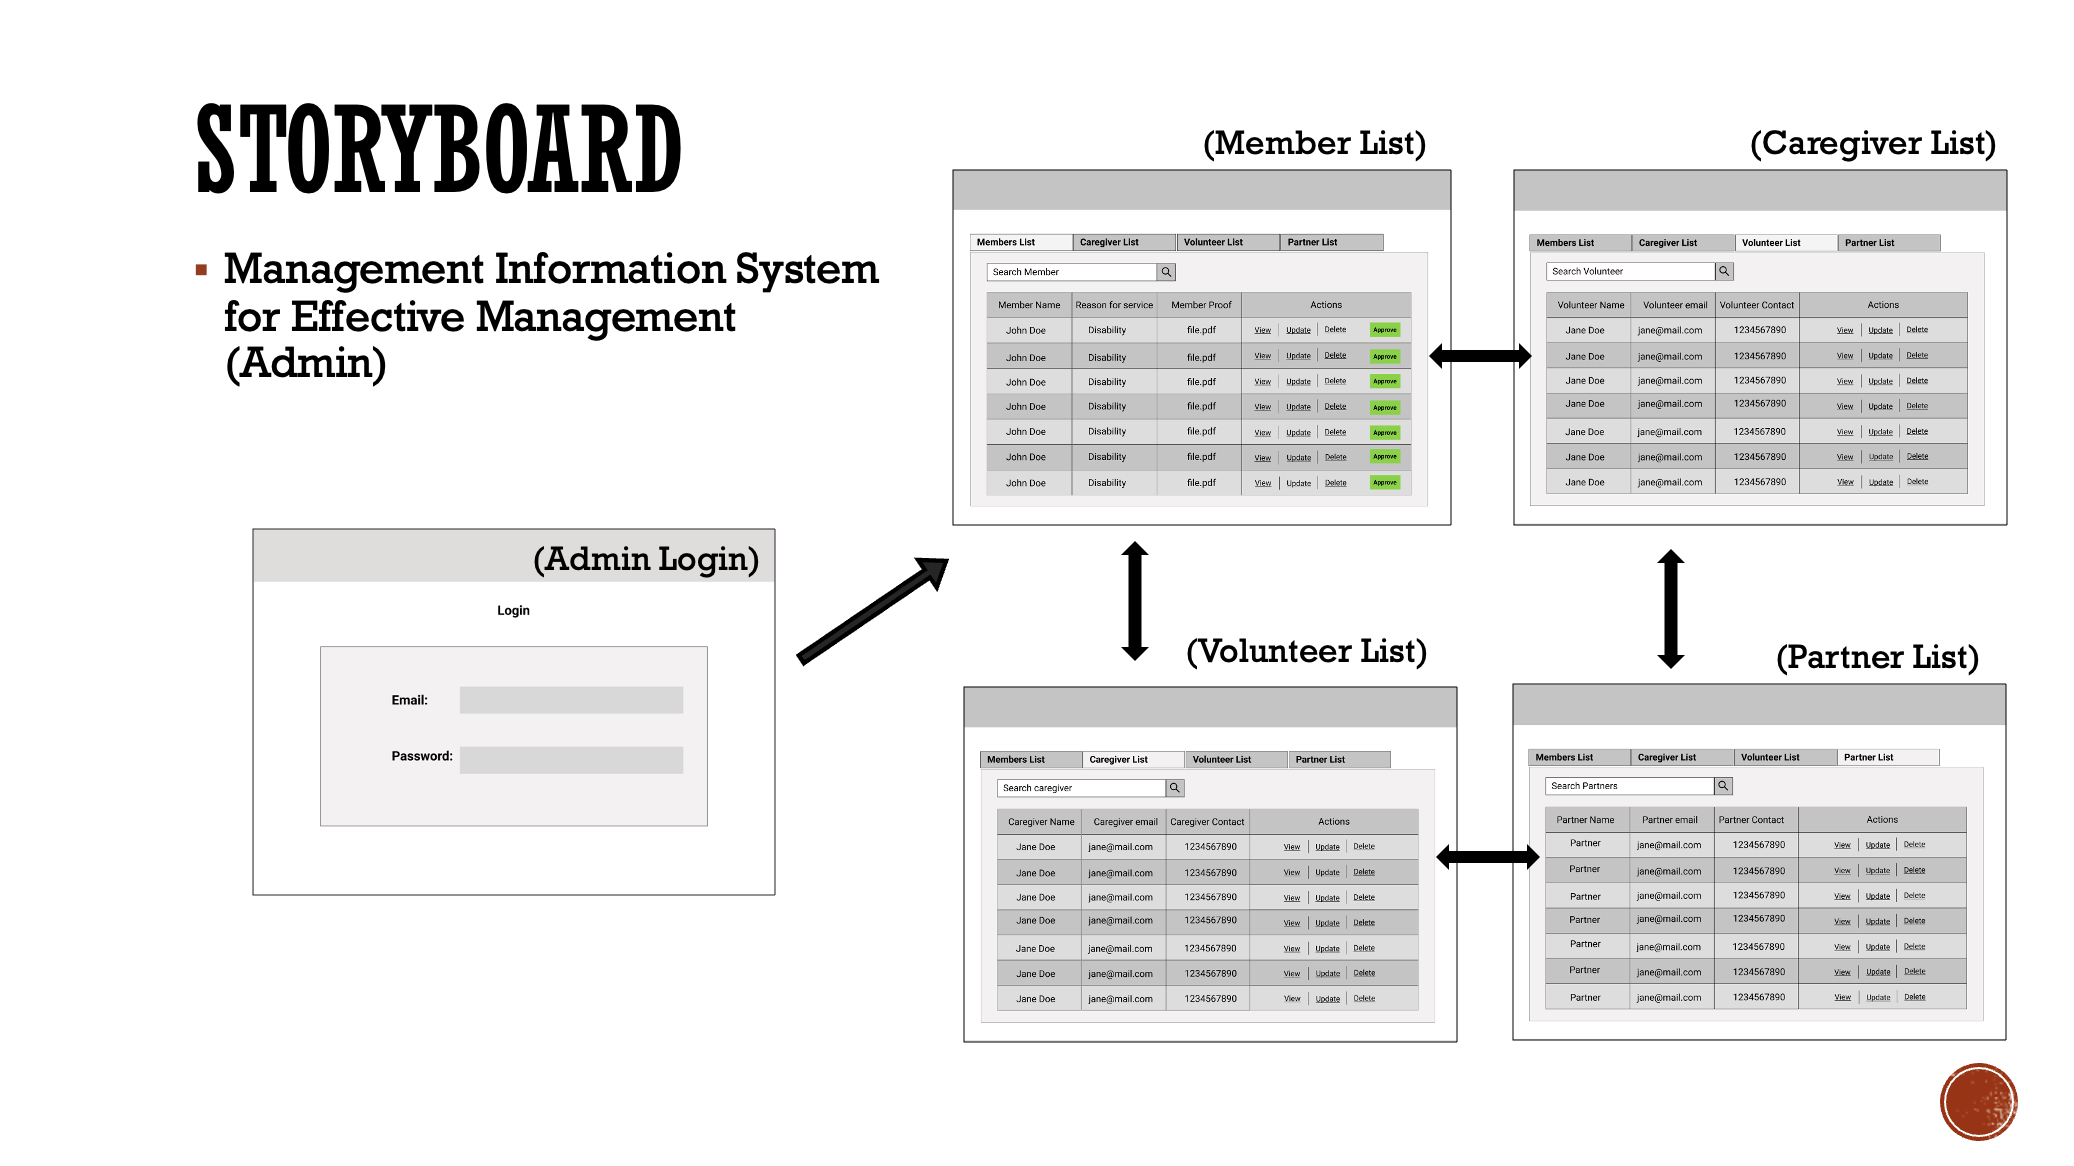 STORYBOARD
Management Information System
for Effective Management
(Admin)
(Admin Login)
Login
Email:
Password:
(Member List)
Members List Caregiver List Volunteer List Partner List
Search Member
Member Name Reason for service Member Proof Actions
John Doe Disability file.pdf View Update Delete Approve
John Doe Disability file.pdf View Update Delete Approve
John Doe Disability file.pdf View Update Delete Approve
John Doe Disability file.pdf View Update Delete Approve
John Doe Disability file.pdf View Update Delete Approve
John Doe Disability file.pdf View Update Delete Approve
John Doe Disability file.pdf View Update Delete Approve
(Caregiver List)
Members List Caregiver List Volunteer List Partner List
Search Volunteer
Volunteer Name Volunteer email Volunteer Contact Actions
Jane Doe jane@mail.com 1234567890 View Update Delete
Jane Doe jane@mail.com 1234567890 View Update Delete
Jane Doe jane@mail.com 1234567890 View Update Delete
Jane Doe jane@mail.com 1234567890 View Update Delete
Jane Doe jane@mail.com 1234567890 View Update Delete
Jane Doe jane@mail.com 1234567890 View Update Delete
Jane Doe jane@mail.com 1234567890 View Update Delete
(Volunteer List)
Members List Caregiver List Volunteer List Partner List
Search caregiver
Caregiver Name Caregiver email Caregiver Contact Actions
Jane Doe jane@mail.com 1234567890 View Update Delete
Jane Doe jane@mail.com 1234567890 View Update Delete
Jane Doe jane@mail.com 1234567890 View Update Delete
Jane Doe jane@mail.com 1234567890 View Update Delete
Jane Doe jane@mail.com 1234567890 View Update Delete
Jane Doe jane@mail.com 1234567890 View Update Delete
Jane Doe jane@mail.com 1234567890 View Update Delete
(Partner List)
Members List Caregiver List Volunteer List Partner List
Search Partners
Partner Name Partner email Partner Contact Actions
Partner jane@mail.com 1234567890 View Update Delete
Partner jane@mail.com 1234567890 View Update Delete
Partner jane@mail.com 1234567890 View Update Delete
Partner jane@mail.com 1234567890 View Update Delete
Partner jane@mail.com 1234567890 View Update Delete
Partner jane@mail.com 1234567890 View Update Delete
Partner jane@mail.com 1234567890 View Update Delete